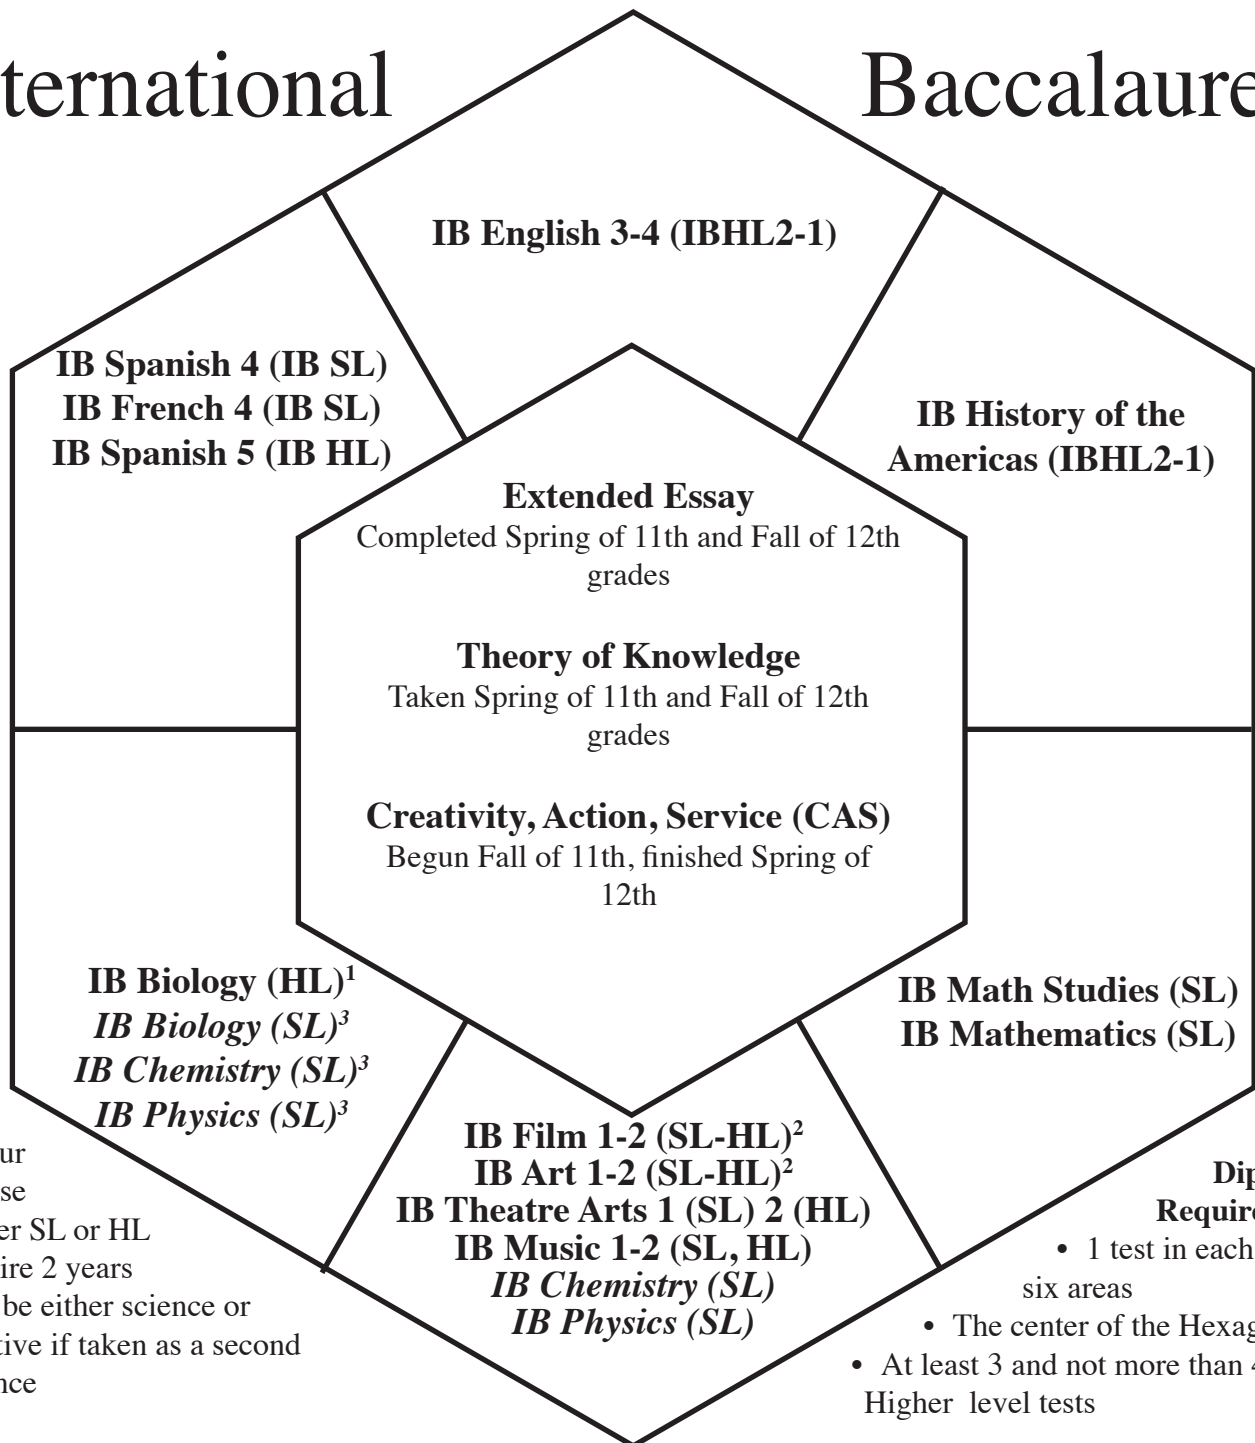 ternational
Baccalaure
IB English 3-4 (IBHL2-1)
IB Spanish 4 (IB SL)
IB French 4 (IB SL)
IB Spanish 5 (IB HL)
IB History of the
Americas (IBHL2-1)
Extended Essay
Completed Spring of 11th and Fall of 12th
grades
Theory of Knowledge
Taken Spring of 11th and Fall of 12th
grades
Creativity, Action, Service (CAS)
Begun Fall of 11th, finished Spring of
12th
IB Biology (HL)¹
IB Biology (SL)³
IB Chemistry (SL)³
IB Physics (SL)³
IB Math Studies (SL)
IB Mathematics (SL)
IB Film 1-2 (SL-HL)²
IB Art 1-2 (SL-HL)²
IB Theatre Arts 1 (SL) 2 (HL)
IB Music 1-2 (SL, HL)
IB Chemistry (SL)
IB Physics (SL)
ur
se
er SL or HL
ire 2 years
be either science or
tive if taken as a second
nce
Dip
Require
• 1 test in each
six areas
• The center of the Hexag
• At least 3 and not more than 4
Higher level tests